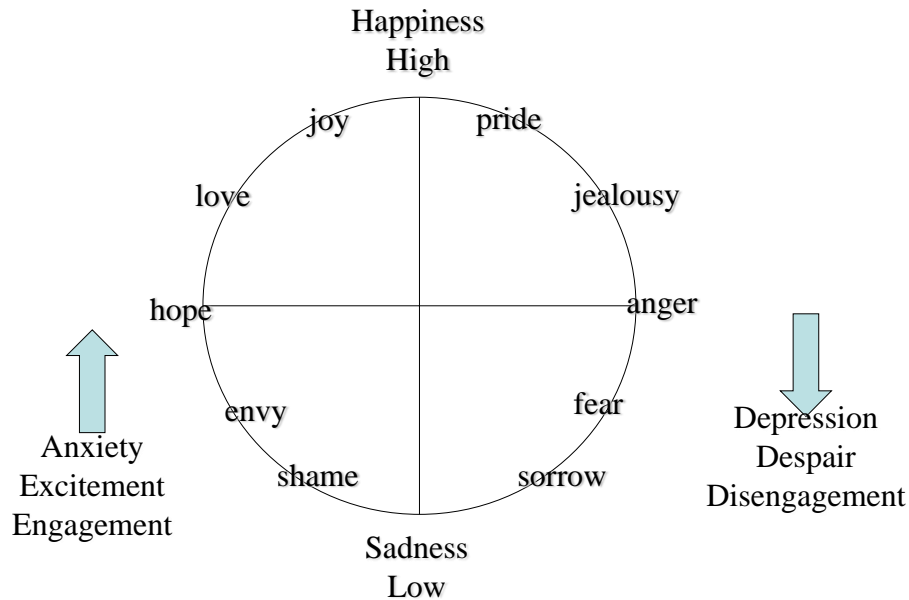 Happiness
High
joy
pride
love
jealousy
hope
anger
envy
fear
shame
sorrow
Anxiety
Excitement
Engagement
Depression
Despair
Disengagement
Sadness
Low